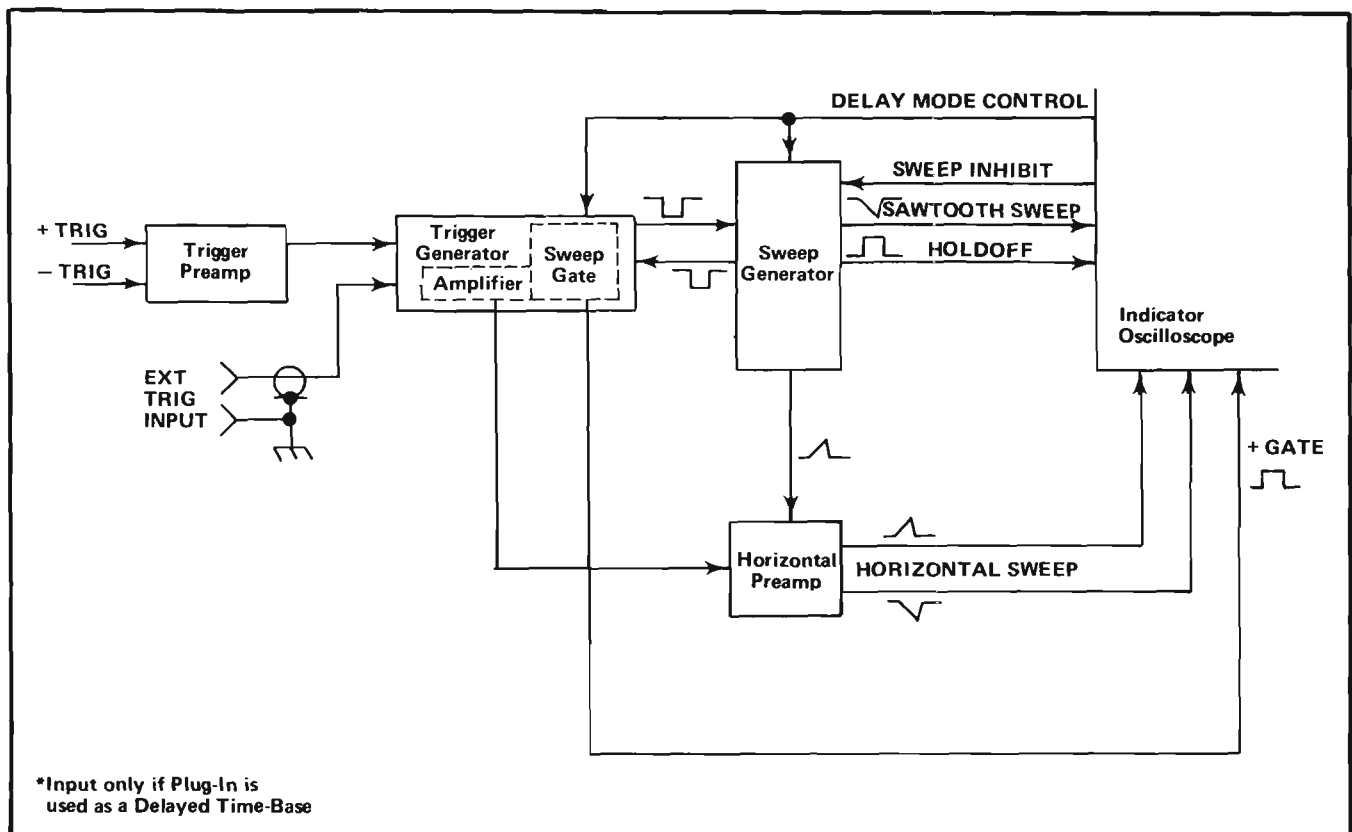 DELAY MODE CONTROL
SWEEP INHIBIT
SAWTOOTH SWEEP
HOLDOFF
+ TRIG
− TRIG
Trigger
Preamp
Trigger
Generator
Amplifier
Sweep
Gate
Sweep
Generator
Indicator
Oscilloscope
EXT
TRIG
INPUT
+ GATE
Horizontal
Preamp
HORIZONTAL SWEEP
*Input only if Plug-In is
used as a Delayed Time-Base